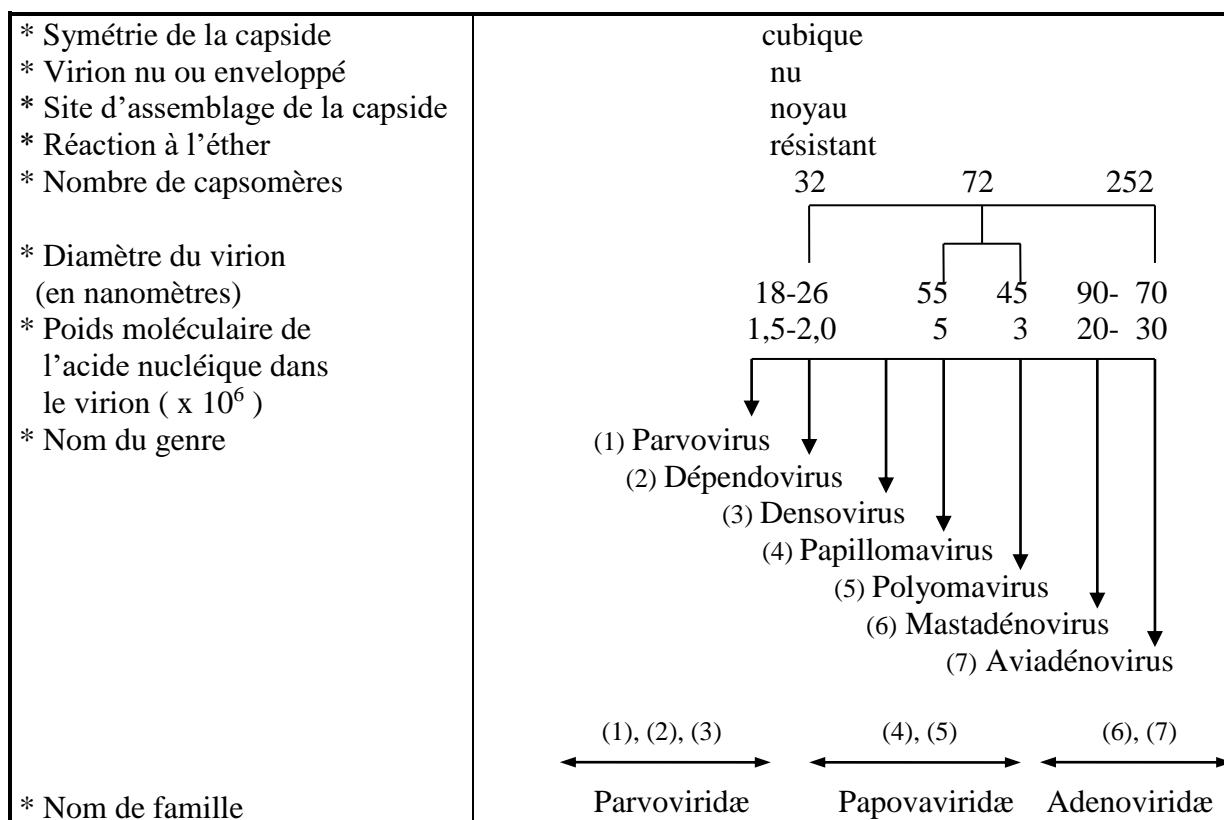 * Symétrie de la capside cubique
* Virion nu ou enveloppé nu
* Site d’assemblage de la capside noyau
* Réaction à l’éther résistant
* Nombre de capsomères 32 72 252
* Diamètre du virion
(en nanomètres) 18-26 55 45 90- 70
* Poids moléculaire de 1,5-2,0 5 3 20- 30
l’acide nucléique dans
le virion ( x 10⁶ )
* Nom du genre (1) Parvovirus
(2) Dépendovirus
(3) Densovirus
(4) Papillomavirus
(5) Polyomavirus
(6) Mastadénovirus
(7) Aviadénovirus
(1), (2), (3) (4), (5) (6), (7)
* Nom de famille Parvoviridæ Papovaviridæ Adenoviridæ